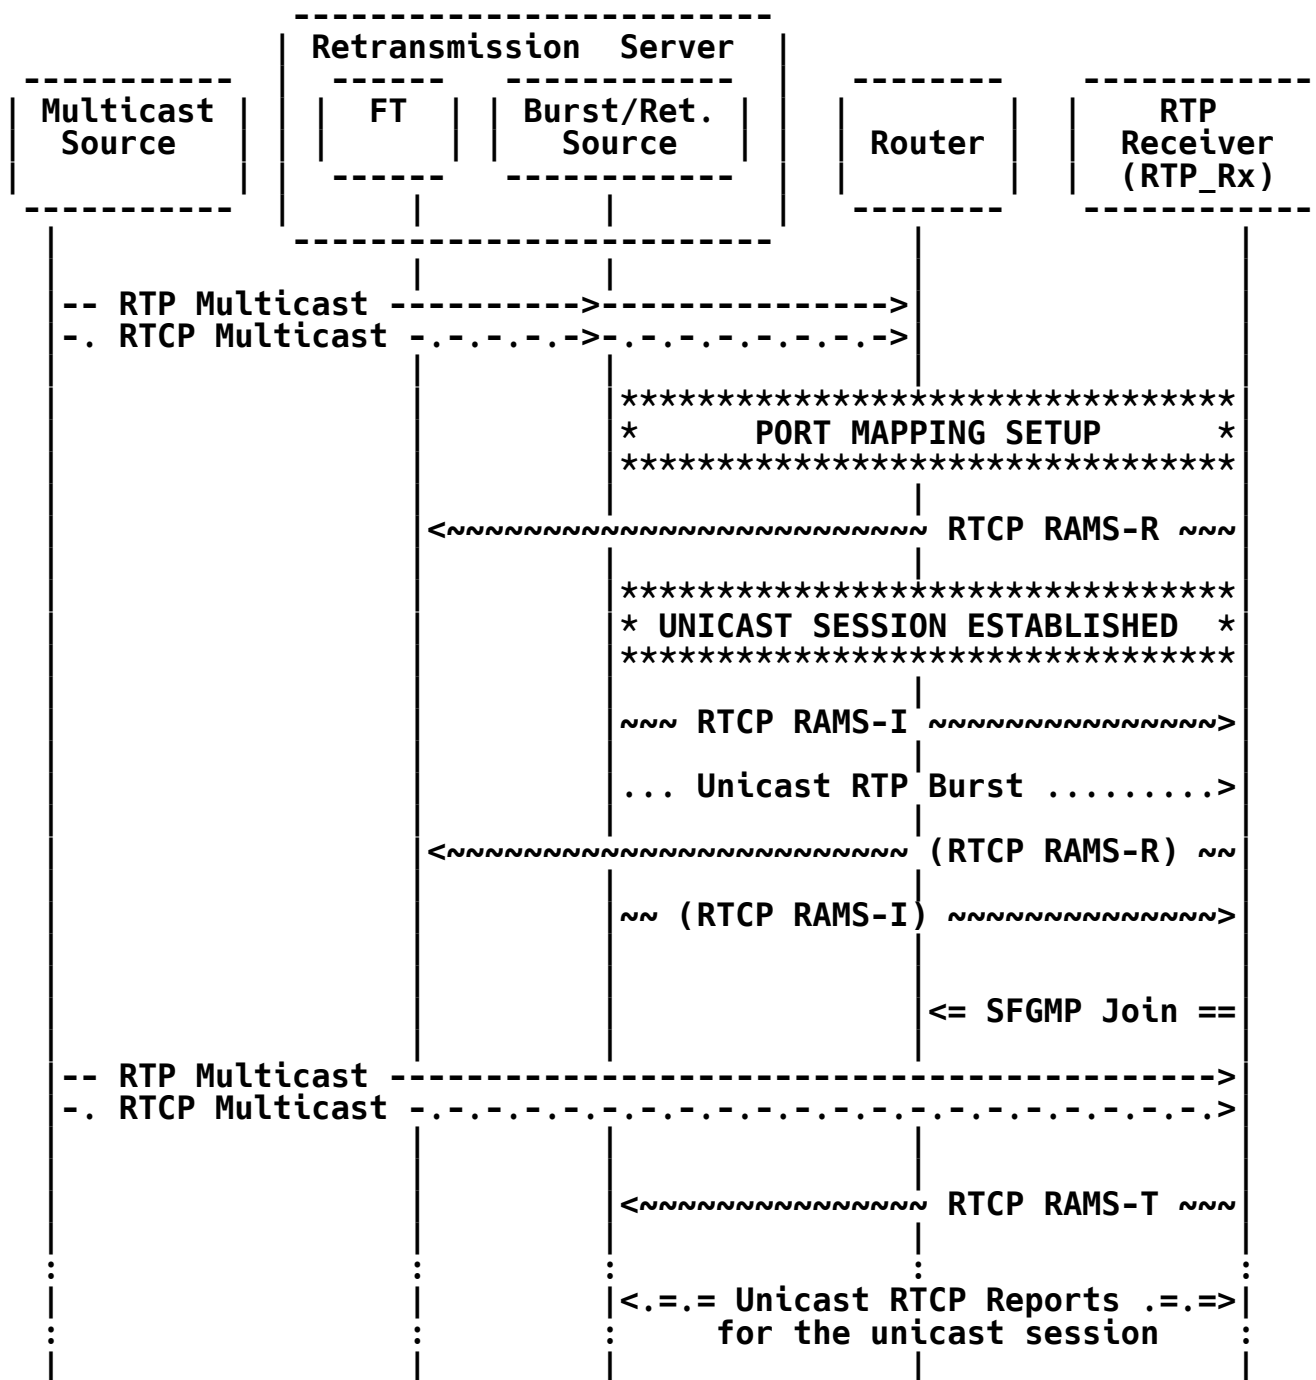 Retransmission Server
Multicast Source
FT
Burst/Ret. Source
Router
RTP Receiver (RTP_Rx)
-- RTP Multicast ---------->--------------->
-. RTCP Multicast -.-.-.-.->-.-.-.-.-.-.-.->
PORT MAPPING SETUP
<~~~~~~~~~~~~~~~~~~~~~~~~~ RTCP RAMS-R ~~~
UNICAST SESSION ESTABLISHED
~~~ RTCP RAMS-I ~~~~~~~~~~~~~~~>
... Unicast RTP Burst .........>
<~~~~~~~~~~~~~~~~~~~~~~~~ (RTCP RAMS-R) ~~
~~ (RTCP RAMS-I) ~~~~~~~~~~~~~~>
<= SFGMP Join ==
-- RTP Multicast ------------------------------------------->
-. RTCP Multicast -.-.-.-.-.-.-.-.-.-.-.-.-.-.-.-.-.-.-.-.-.>
<~~~~~~~~~~~~~~~ RTCP RAMS-T ~~~
<.=.= Unicast RTCP Reports .=.=>
for the unicast session